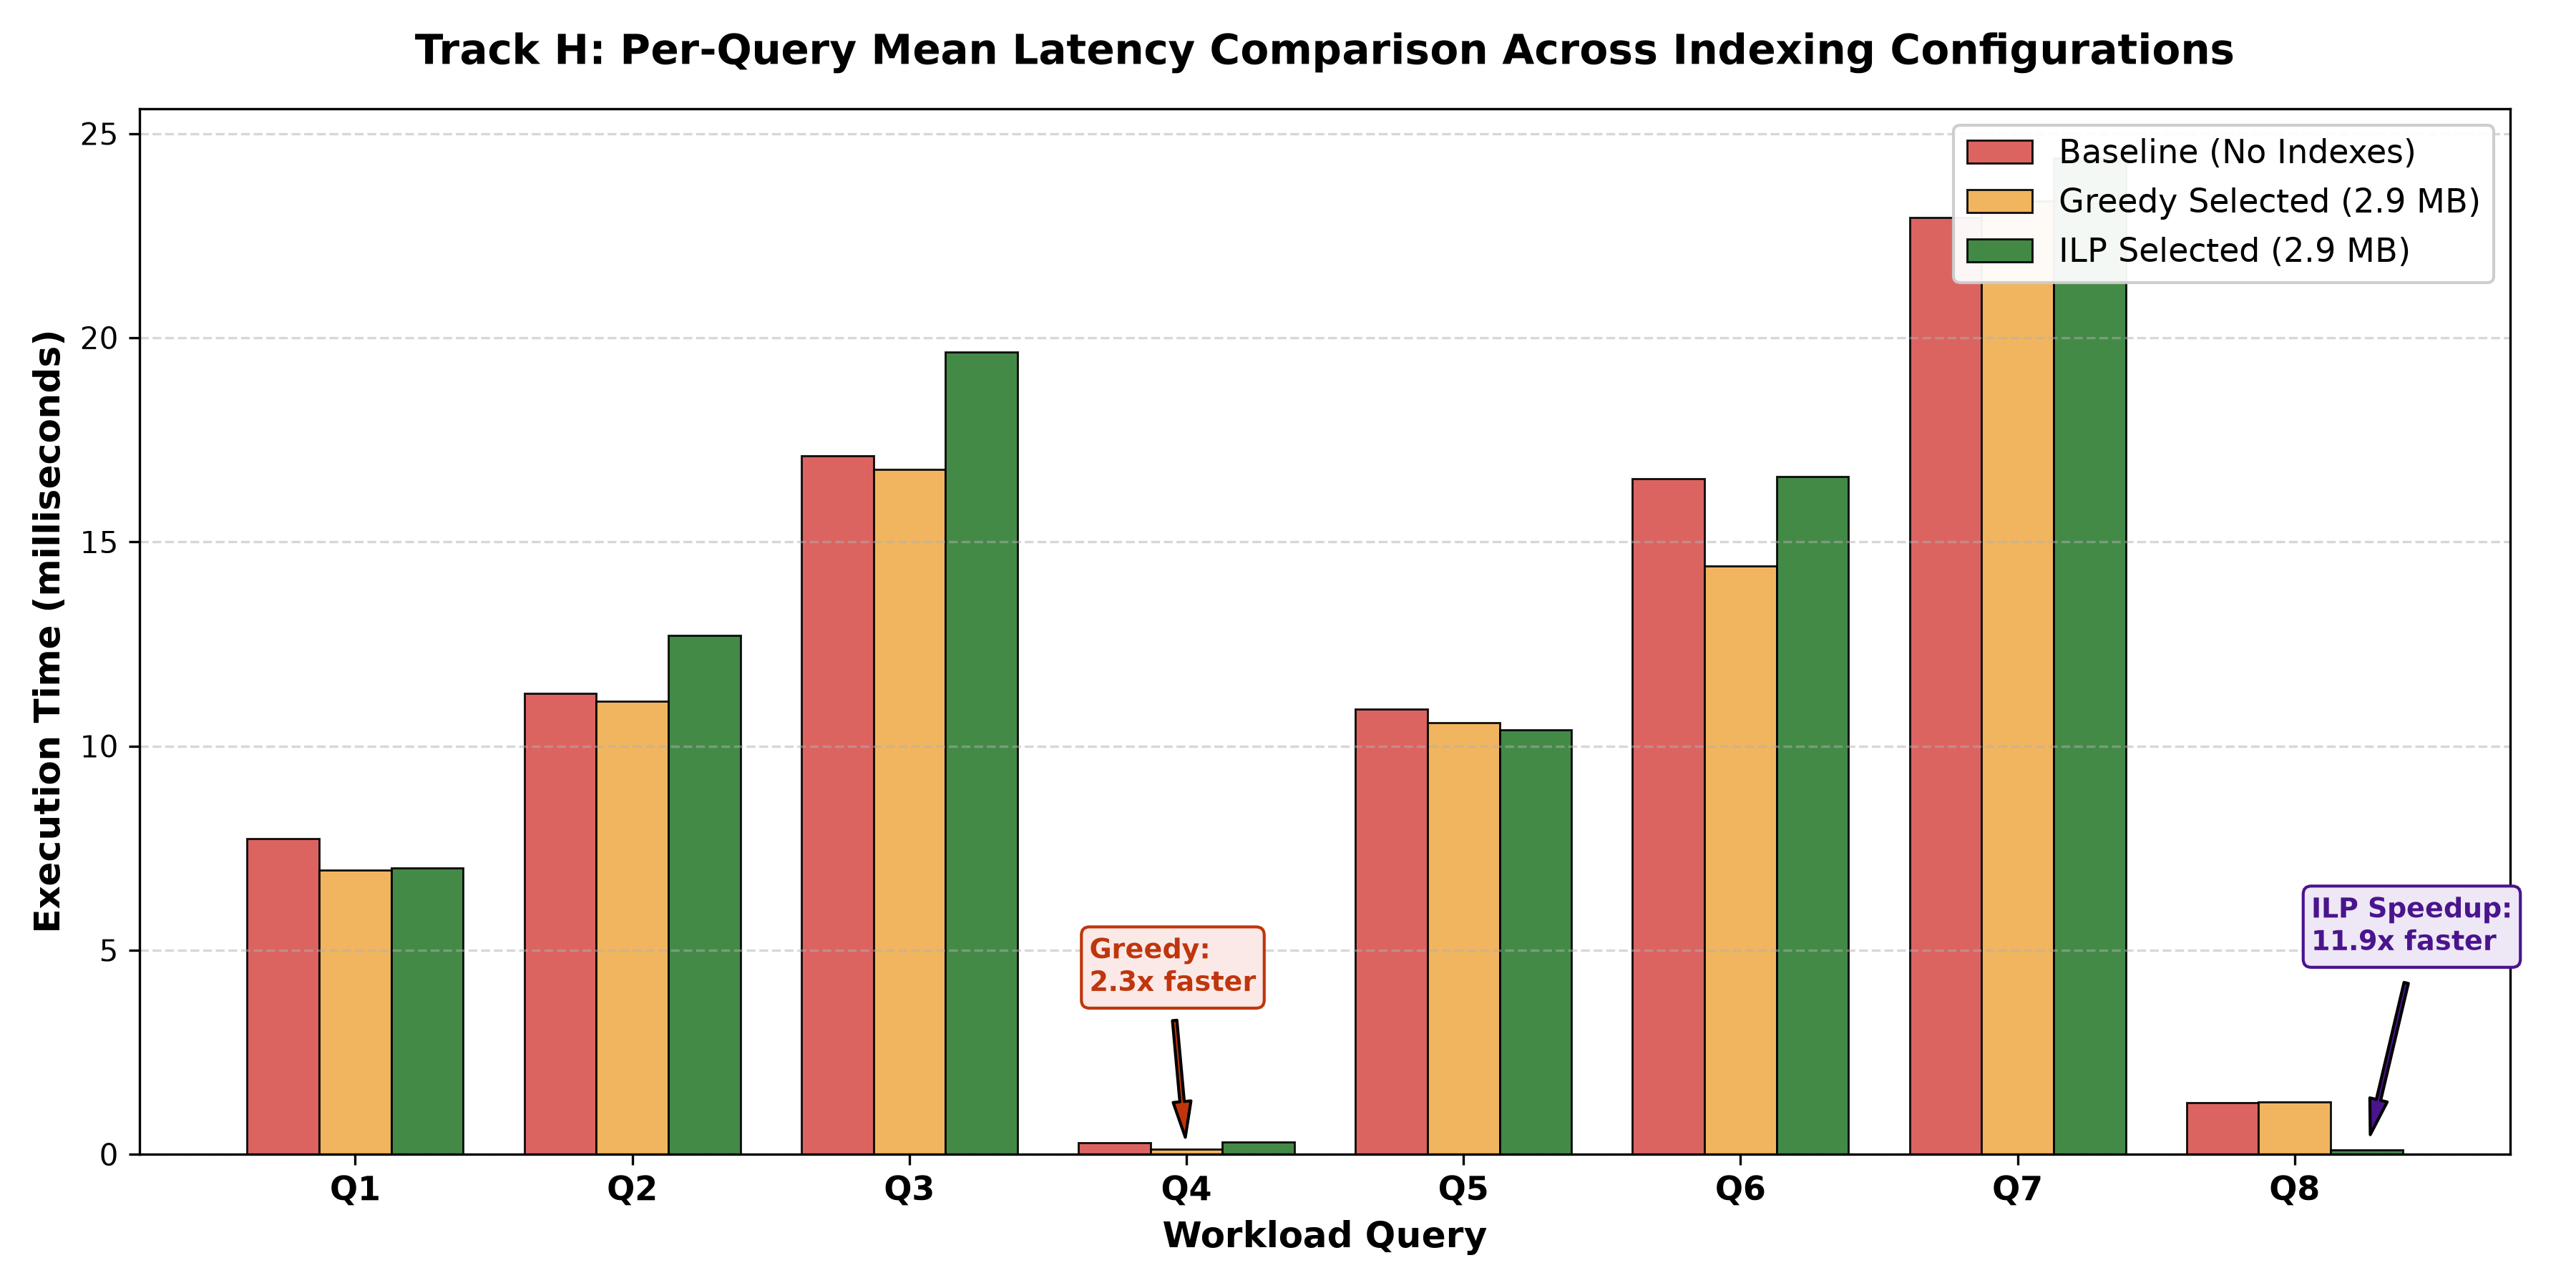 Track H: Per-Query Mean Latency Comparison Across Indexing Configurations
Execution Time (milliseconds)
25
20
15
10
5
0
Baseline (No Indexes)
Greedy Selected (2.9 MB)
ILP Selected (2.9 MB)
Greedy:
2.3x faster
ILP Speedup:
11.9x faster
Q1 Q2 Q3 Q4 Q5 Q6 Q7 Q8
Workload Query